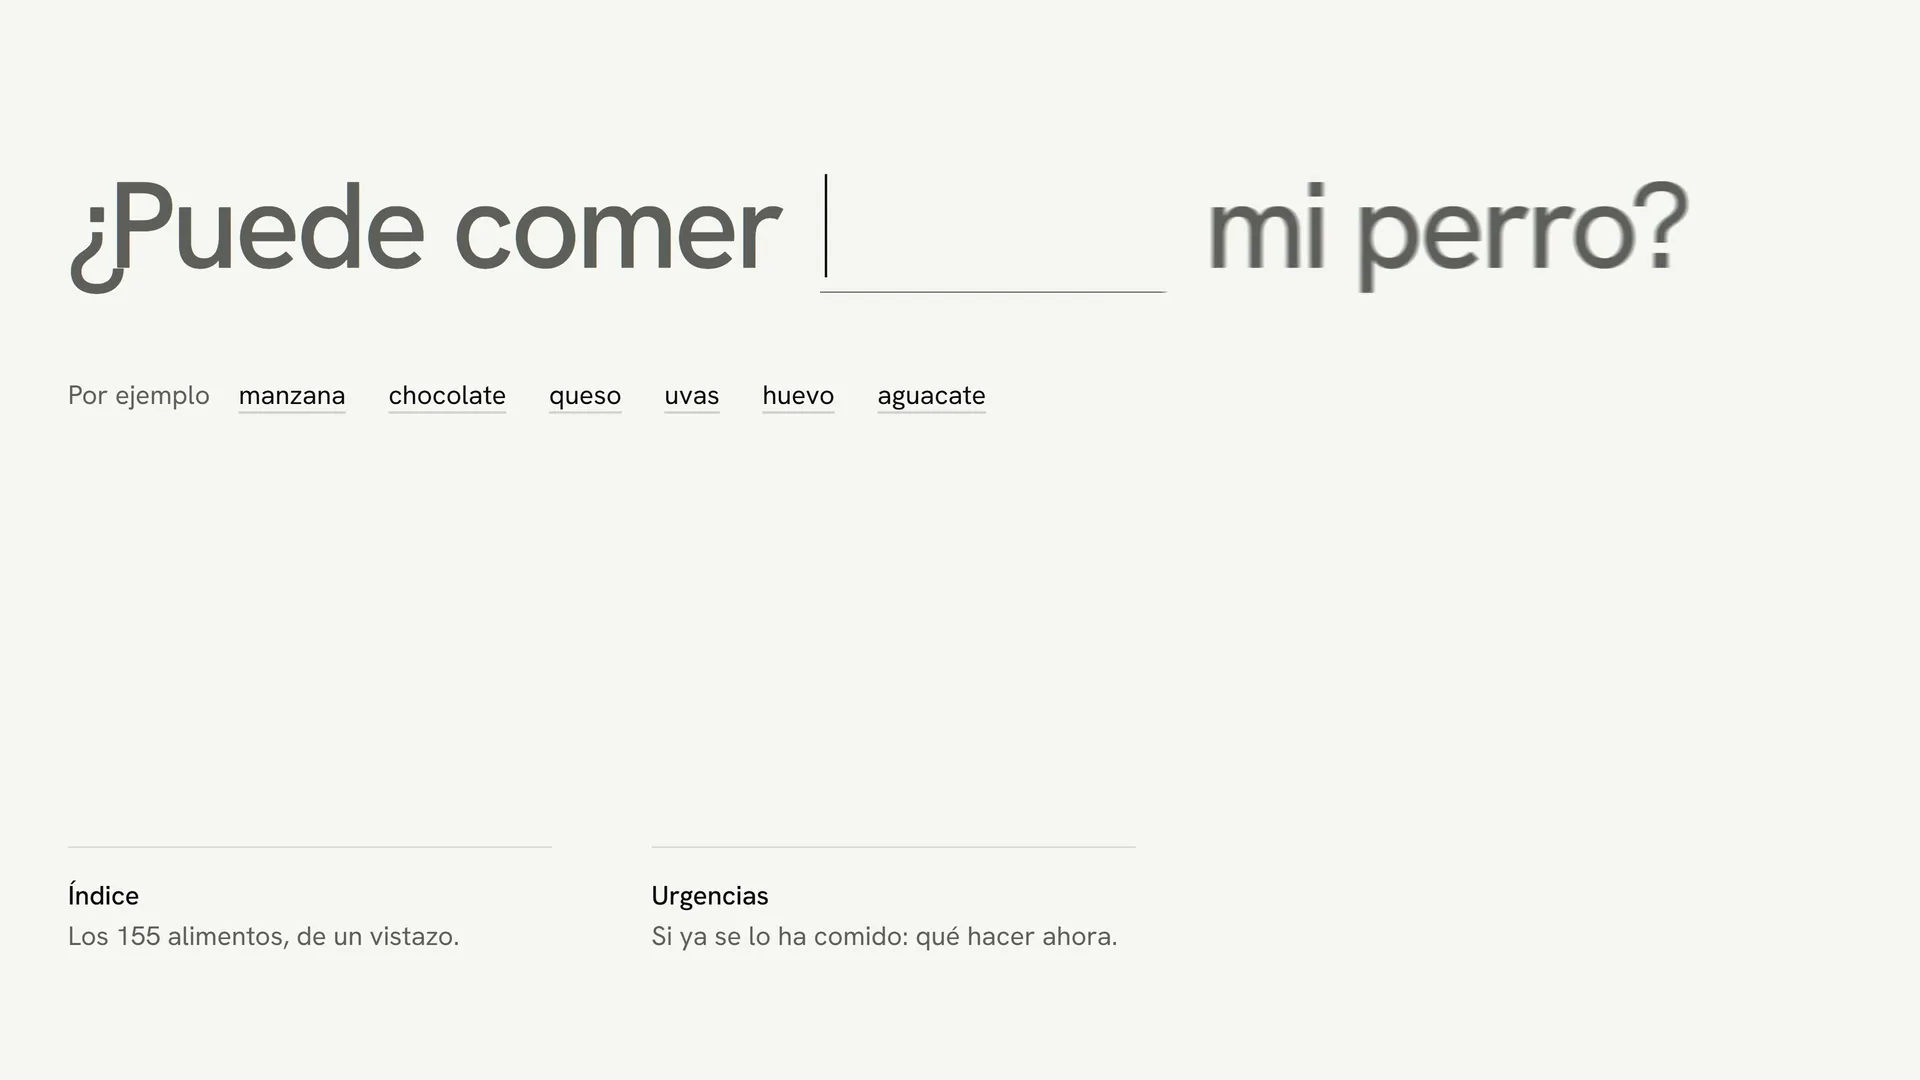 ¿Puede comer mi perro?
Por ejemplo manzana chocolate queso uvas huevo aguacate
Índice
Los 155 alimentos, de un vistazo.
Urgencias
Si ya se lo ha comido: qué hacer ahora.